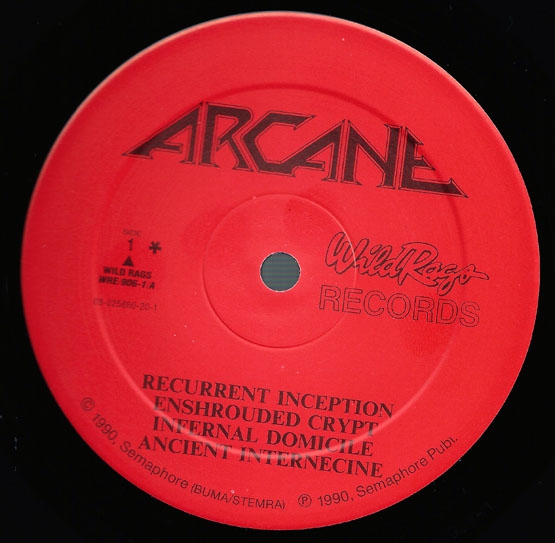 ARCANE
SIDE
1 *
WILD RAGS
WRE-906-1/A
Wild Rags
RECORDS
RECURRENT INCEPTION
ENSHROUDED CRYPT
INFERNAL DOMICILE
ANCIENT INTERNECINE
© 1990, Semaphore (BUMA/STEMRA) ℗ 1990, Semaphore Publ.